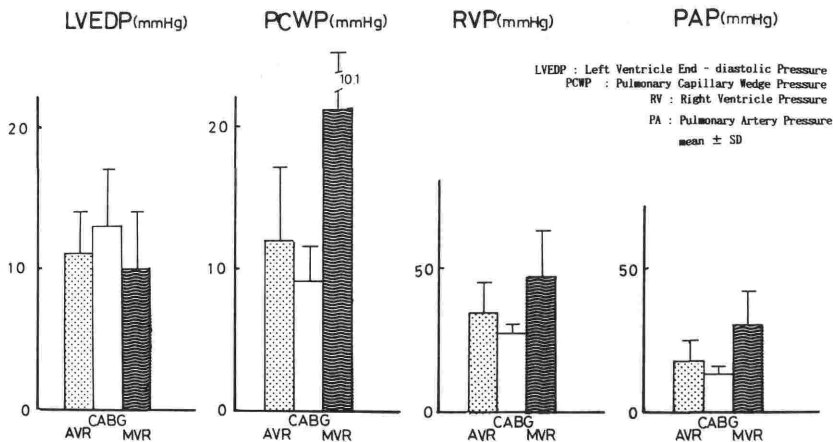 LVEDP(mmHg) PCWP(mmHg) RVP(mmHg) PAP(mmHg)
LVEDP : Left Ventricle End - diastolic Pressure
PCWP : Pulmonary Capillary Wedge Pressure
RV : Right Ventricle Pressure
PA : Pulmonary Artery Pressure
mean ± SD
10.1
20 20
10 10 50 50
0 0 0 0
CABG CABG CABG CABG
AVR MVR AVR MVR AVR MVR AVR MVR